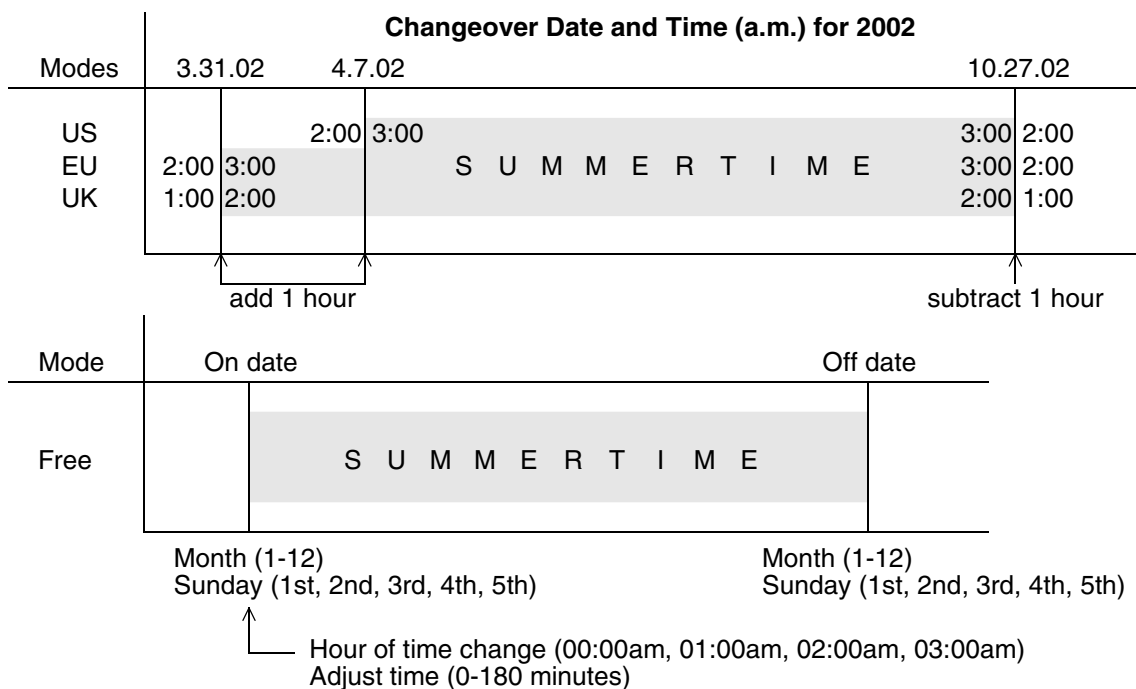 Changeover Date and Time (a.m.) for 2002
Modes 3.31.02 4.7.02 10.27.02
US 2:00 3:00 3:00 2:00
EU 2:00 3:00 S U M M E R T I M E 3:00 2:00
UK 1:00 2:00 2:00 1:00
add 1 hour subtract 1 hour
Mode On date Off date
Free S U M M E R T I M E
Month (1-12) Month (1-12)
Sunday (1st, 2nd, 3rd, 4th, 5th) Sunday (1st, 2nd, 3rd, 4th, 5th)
Hour of time change (00:00am, 01:00am, 02:00am, 03:00am)
Adjust time (0-180 minutes)